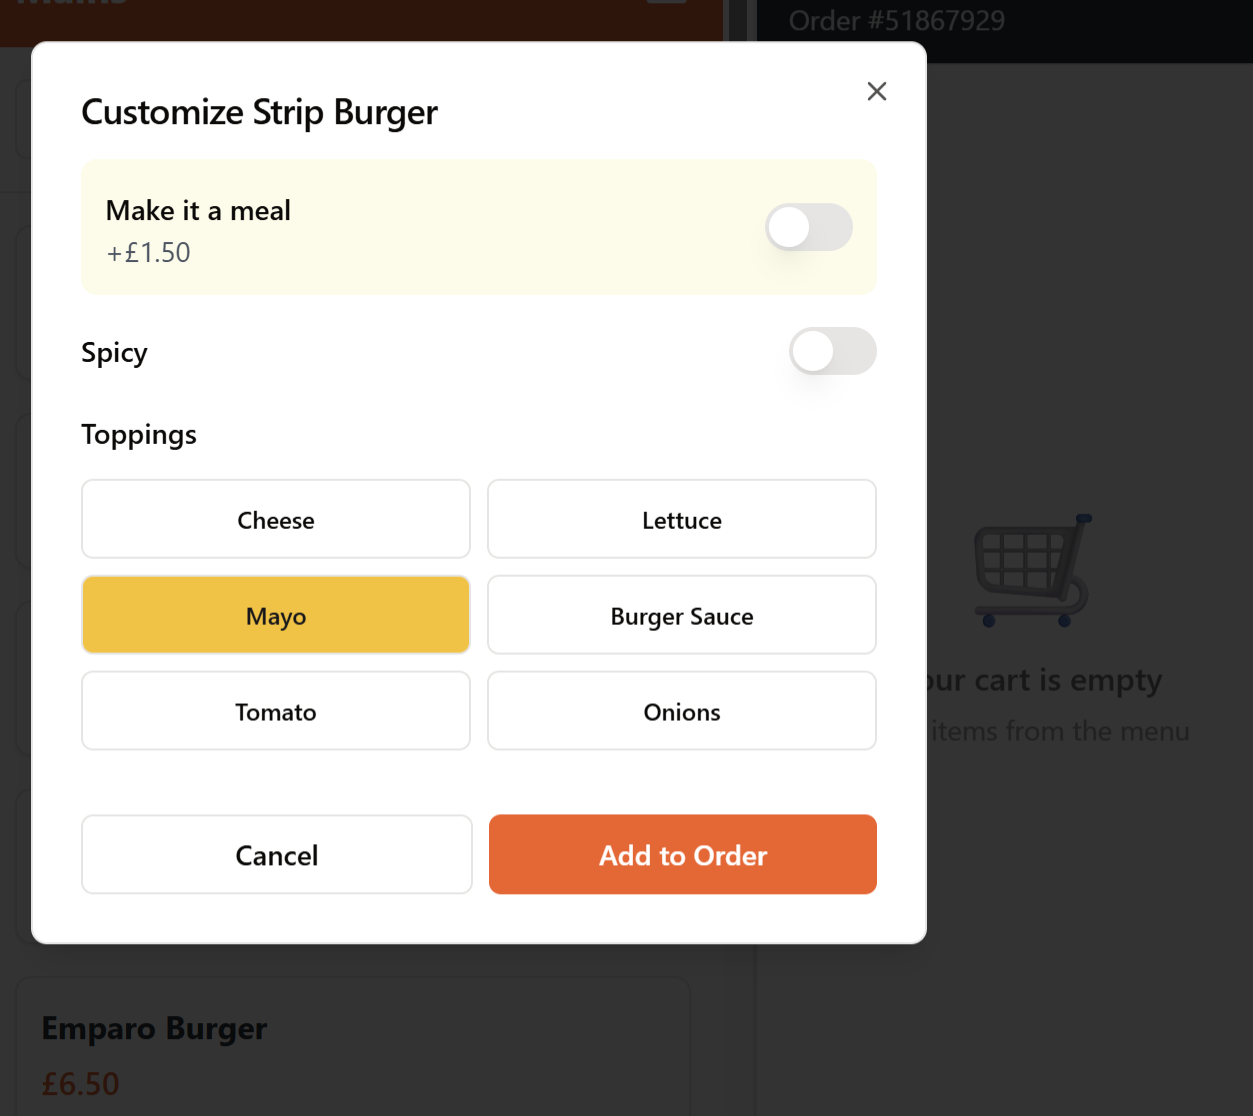 Order #51867929
Customize Strip Burger
Make it a meal
+£1.50
Spicy
Toppings
Cheese
Lettuce
Mayo
Burger Sauce
Tomato
Onions
cart is empty
items from the menu
Cancel
Add to Order
Emparo Burger
£6.50